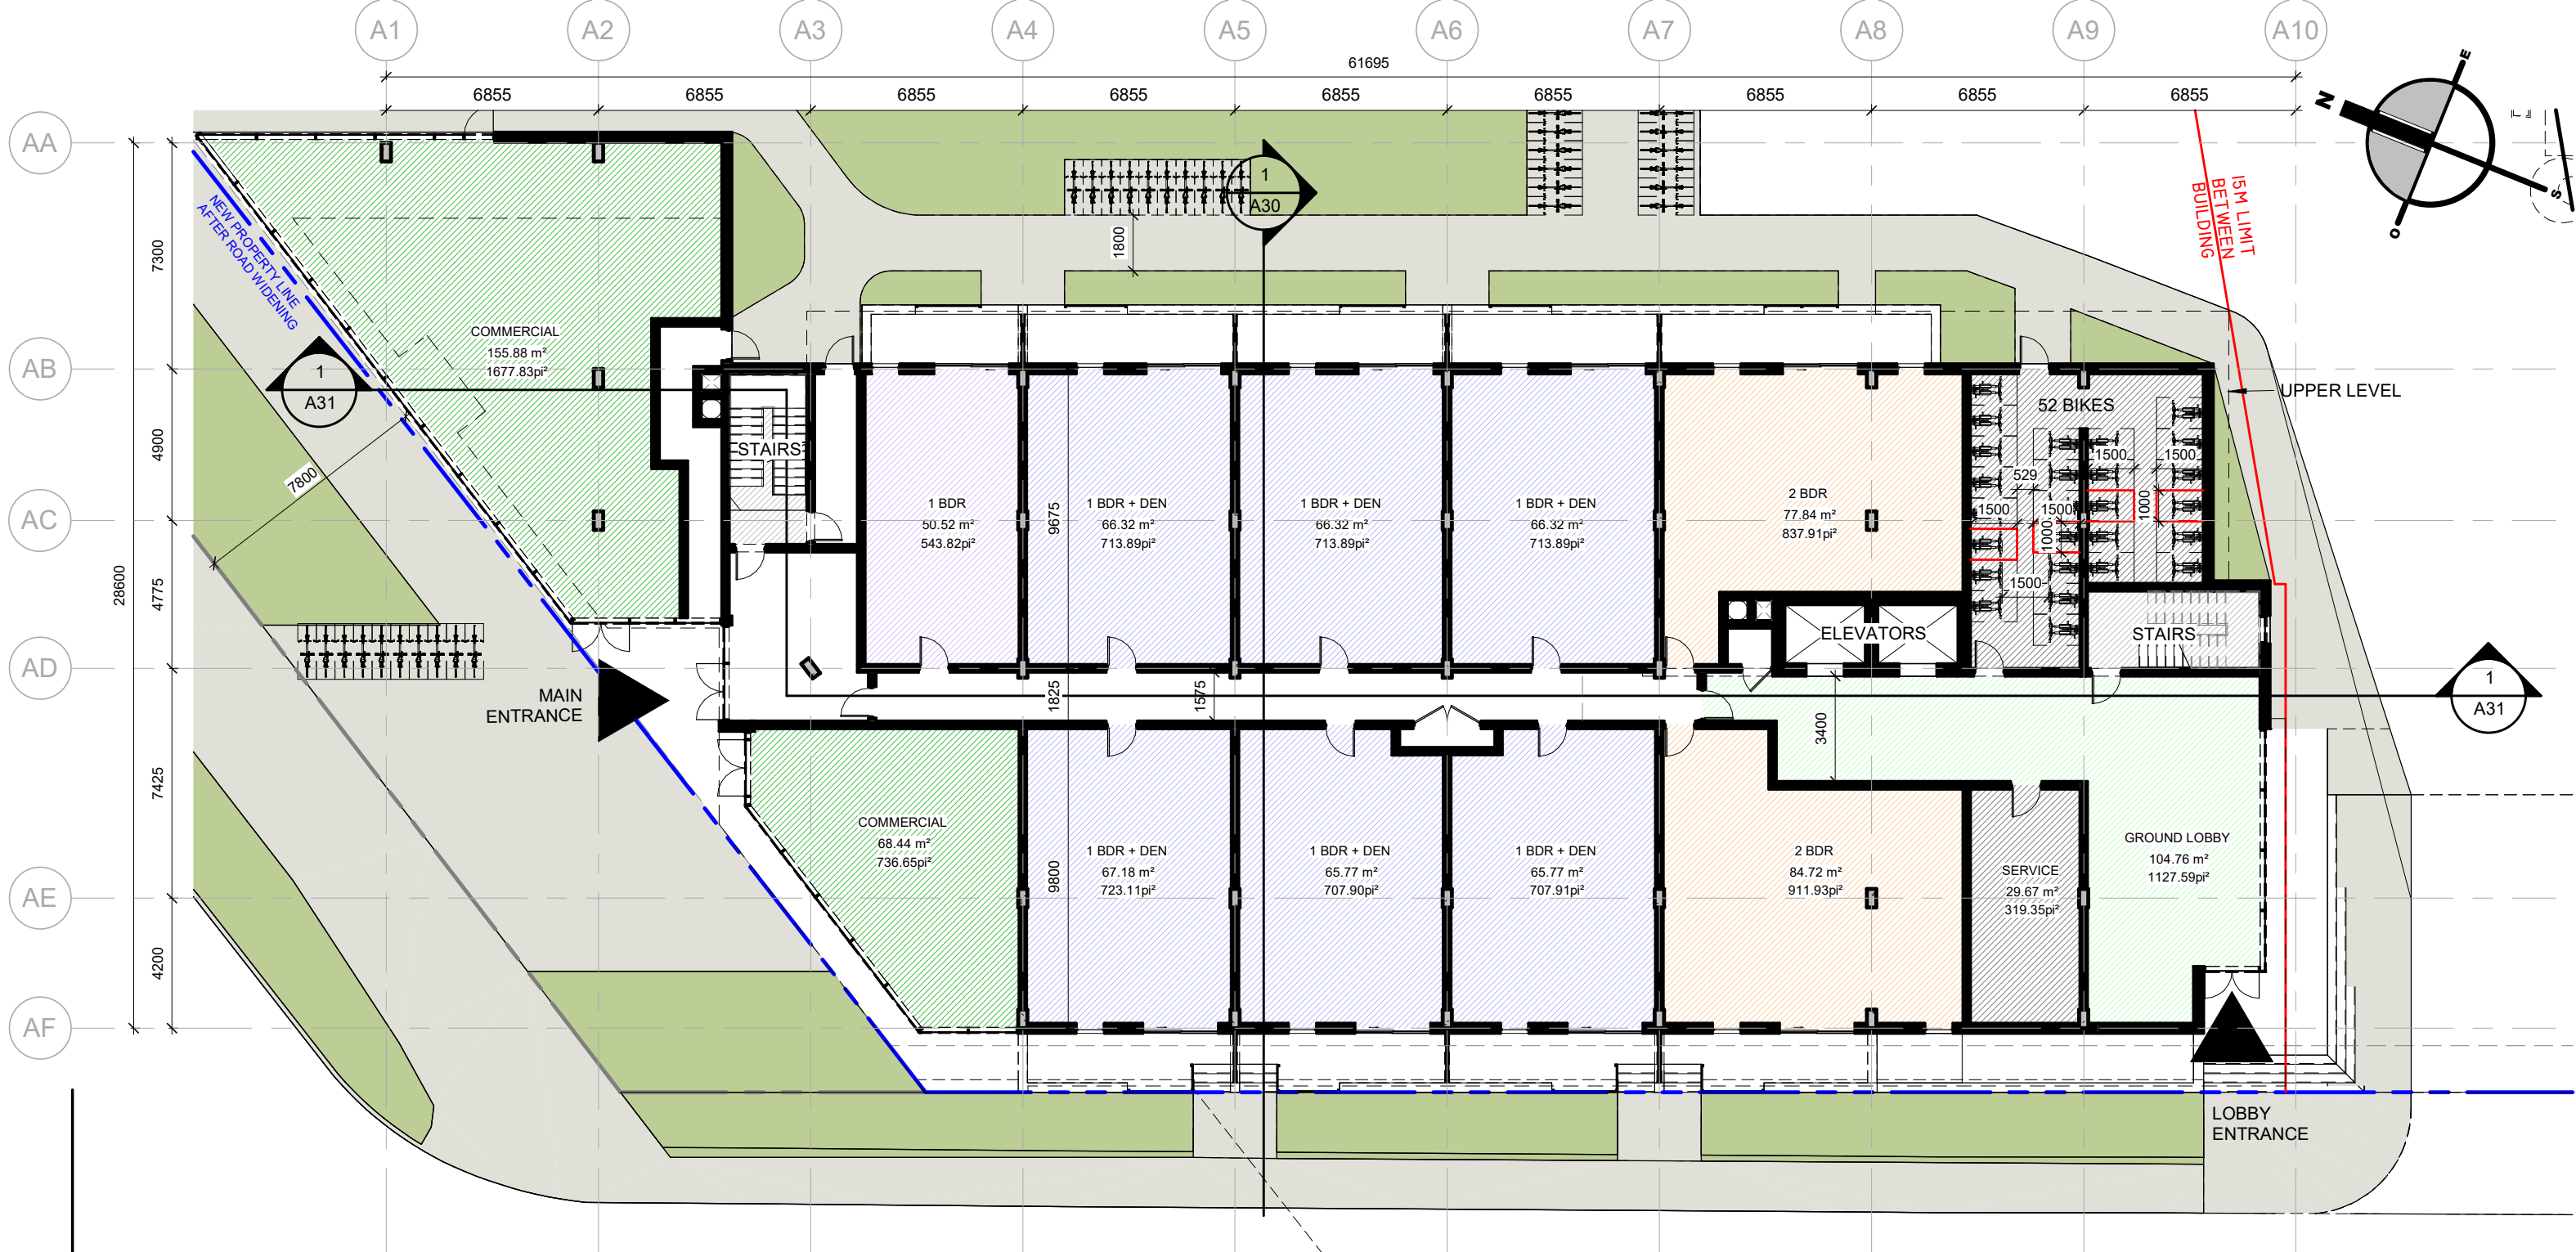 A1 A2 A3 A4 A5 A6 A7 A8 A9 A10
61695
6855 6855 6855 6855 6855 6855 6855 6855 6855
AA
AB
AC
AD
AE
AF
28600
7300
4900
4775
7425
4200
N
E
S
O
15M LIMIT
BETWEEN
BUILDING
NEW PROPERTY LINE
AFTER ROAD WIDENING
1
A30
1800
COMMERCIAL
155.88 m²
1677.83pi²
1
A31
7800
STAIRS
1 BDR
50.52 m²
543.82pi²
9675
1 BDR + DEN
66.32 m²
713.89pi²
1 BDR + DEN
66.32 m²
713.89pi²
1 BDR + DEN
66.32 m²
713.89pi²
2 BDR
77.84 m²
837.91pi²
52 BIKES
UPPER LEVEL
1500
1500
529
1500
1500
1000
1000
1500
ELEVATORS
STAIRS
MAIN
ENTRANCE
1825
1575
3400
1
A31
COMMERCIAL
68.44 m²
736.65pi²
9800
1 BDR + DEN
67.18 m²
723.11pi²
1 BDR + DEN
65.77 m²
707.90pi²
1 BDR + DEN
65.77 m²
707.91pi²
2 BDR
84.72 m²
911.93pi²
SERVICE
29.67 m²
319.35pi²
GROUND LOBBY
104.76 m²
1127.59pi²
LOBBY
ENTRANCE